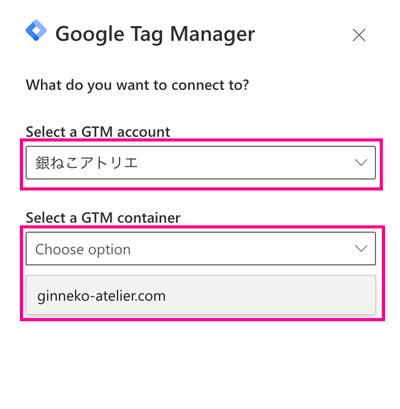 Google Tag Manager
What do you want to connect to?
Select a GTM account
銀ねこアトリエ
Select a GTM container
Choose option
ginneko-atelier.com